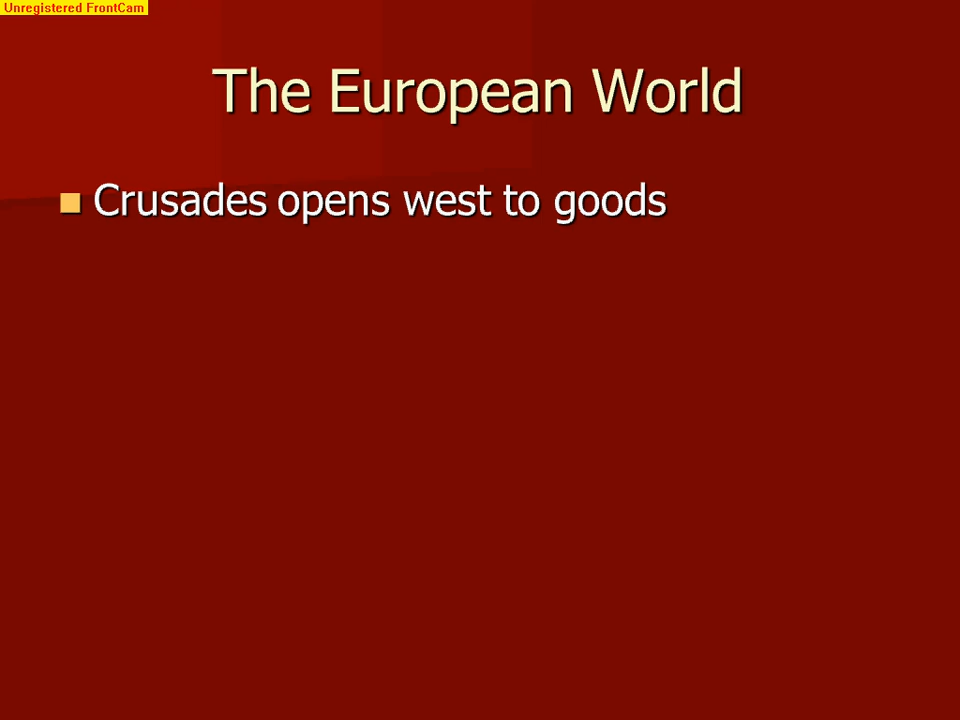 Unregistered FrontCam
The European World
Crusades opens west to goods